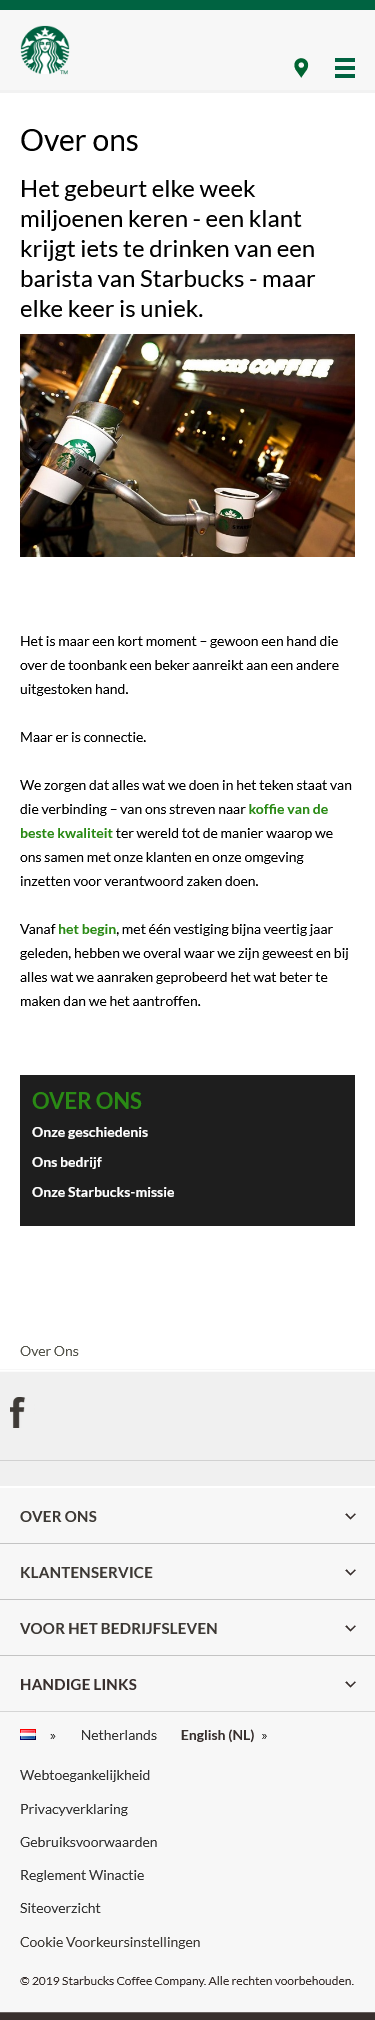 TM
Over ons
Het gebeurt elke week
miljoenen keren - een klant
krijgt iets te drinken van een
barista van Starbucks - maar
elke keer is uniek.
STARBUCKS COFFEE
Het is maar een kort moment – gewoon een hand die
over de toonbank een beker aanreikt aan een andere
uitgestoken hand.
Maar er is connectie.
We zorgen dat alles wat we doen in het teken staat van
die verbinding – van ons streven naar koffie van de
beste kwaliteit ter wereld tot de manier waarop we
ons samen met onze klanten en onze omgeving
inzetten voor verantwoord zaken doen.
Vanaf het begin, met één vestiging bijna veertig jaar
geleden, hebben we overal waar we zijn geweest en bij
alles wat we aanraken geprobeerd het wat beter te
maken dan we het aantroffen.
OVER ONS
Onze geschiedenis
Ons bedrijf
Onze Starbucks-missie
Over Ons
f
OVER ONS
KLANTENSERVICE
VOOR HET BEDRIJFSLEVEN
HANDIGE LINKS
» Netherlands English (NL) »
Webtoegankelijkheid
Privacyverklaring
Gebruiksvoorwaarden
Reglement Winactie
Siteoverzicht
Cookie Voorkeursinstellingen
© 2019 Starbucks Coffee Company. Alle rechten voorbehouden.